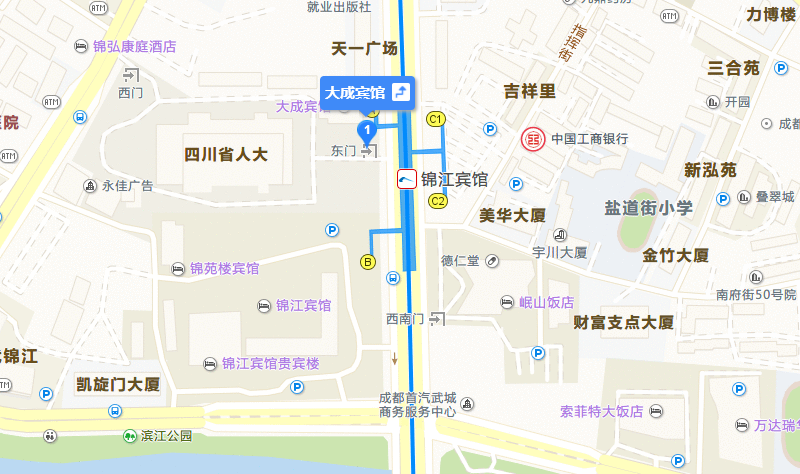 就业出版社
力博楼
ATM
指挥街
锦弘康庭酒店
天一广场
三合苑
P
西门
大成宾馆
吉祥里
ATM
大成宾馆
开园
C1
1
P
成都
医院
东门
中国工商银行
四川省人大
ATM
新泓苑
锦江宾馆
永佳广告
P
叠翠城
C2
盐道街小学
P
美华大厦
P
宇川大厦
金竹大厦
B
德仁堂
锦苑楼宾馆
南府街50号院
锦江宾馆
岷山饭店
西南门
财富支点大厦
P
锦江
锦江宾馆贵宾楼
ATM
凯旋门大厦
P
P
P
成都首汽武城
商务服务中心
索菲特大饭店
万达瑞华
滨江公园
P